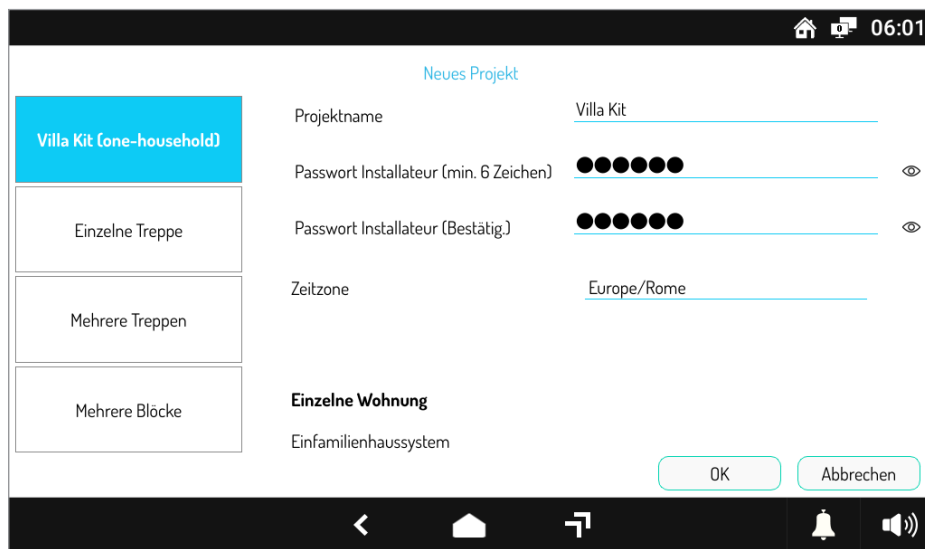 06:01
Neues Projekt
Villa Kit (one-household)
Einzelne Treppe
Mehrere Treppen
Mehrere Blöcke
Projektname
Villa Kit
Passwort Installateur (min. 6 Zeichen)
●●●●●●
Passwort Installateur (Bestätig.)
●●●●●●
Zeitzone
Europe/Rome
Einzelne Wohnung
Einfamilienhaussystem
OK
Abbrechen